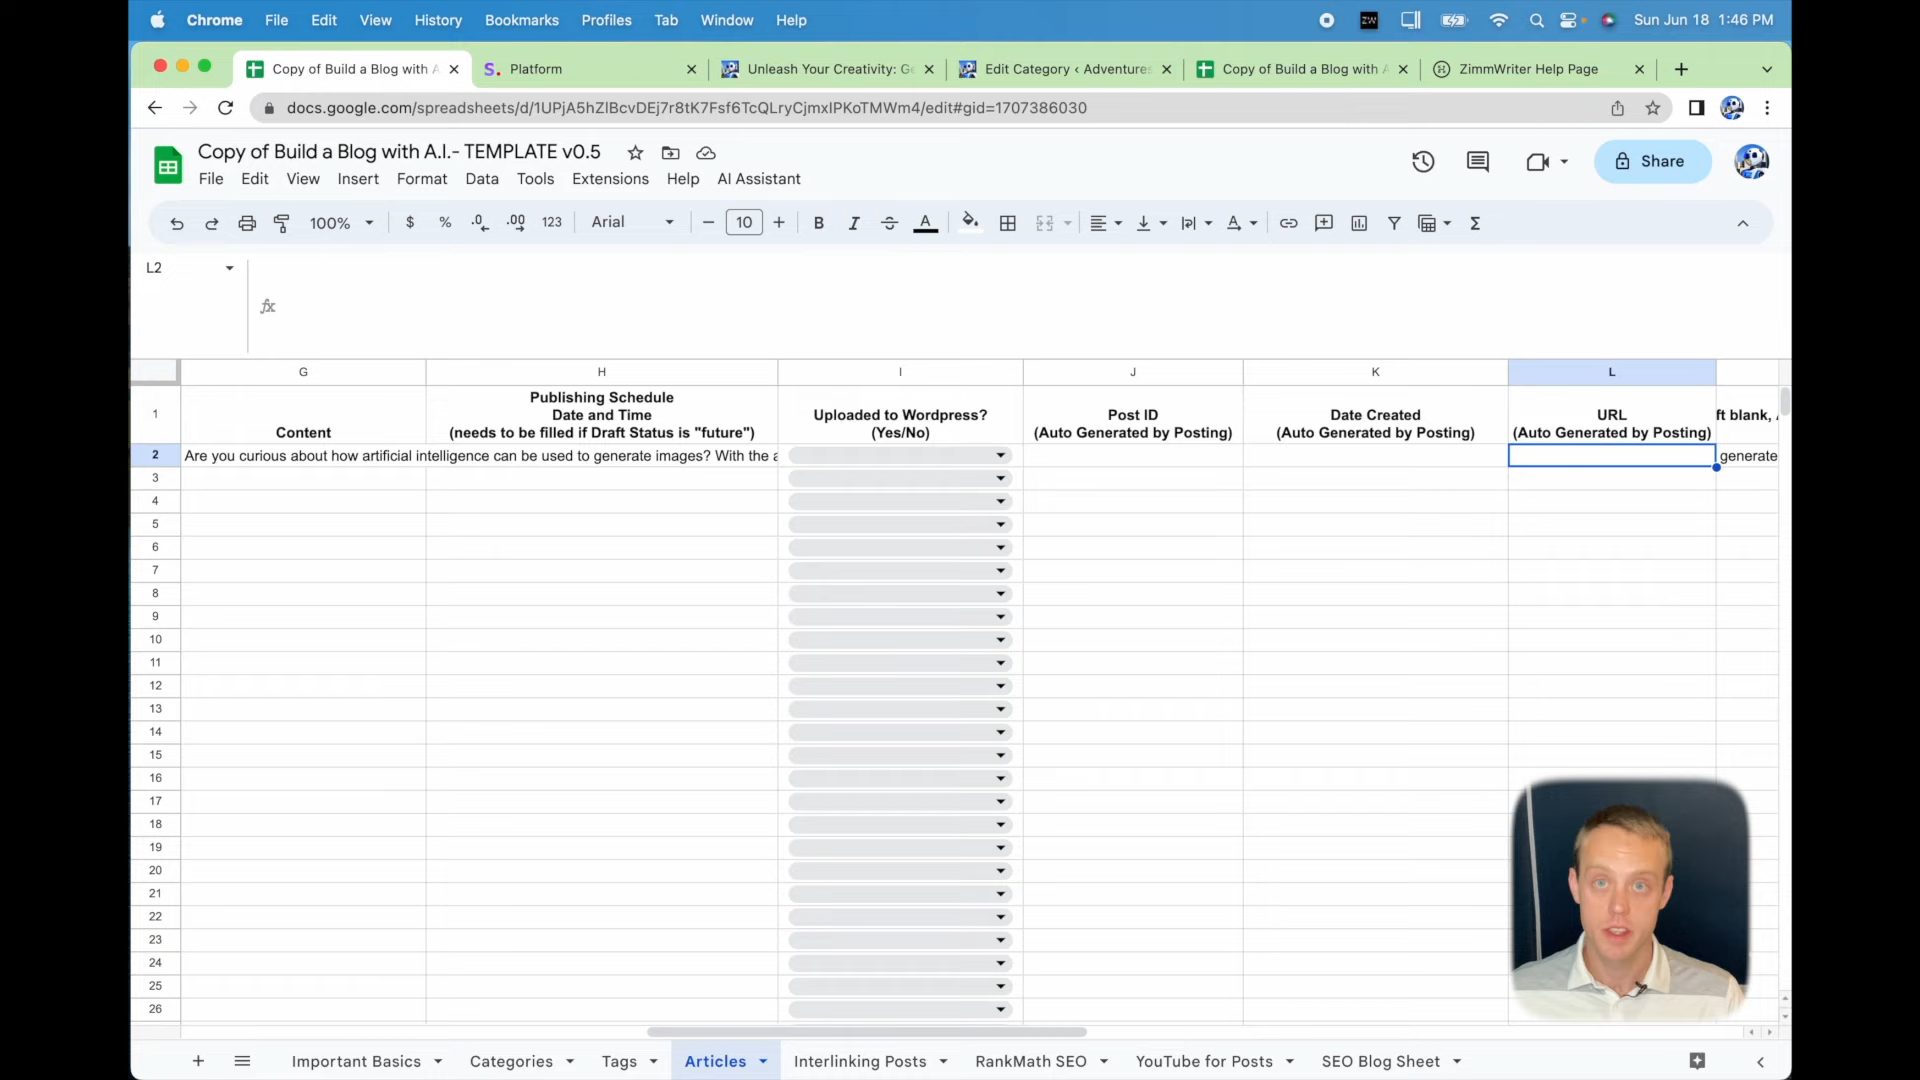 Chrome File Edit View History Bookmarks Profiles Tab Window Help ZW Sun Jun 18 1:46 PM
Copy of Build a Blog with A S. Platform Unleash Your Creativity: Ge Edit Category ‹ Adventures Copy of Build a Blog with A ZimmWriter Help Page
docs.google.com/spreadsheets/d/1UPjA5hZlBcvDEj7r8tK7Fsf6TcQLryCjmxIPKoTMWm4/edit#gid=1707386030
Copy of Build a Blog with A.I.- TEMPLATE v0.5
File Edit View Insert Format Data Tools Extensions Help AI Assistant
Share
100% $ % .0 .00 123 Arial 10 B I S A
L2
fx
G H I J K L
1
Content
Publishing Schedule
Date and Time
(needs to be filled if Draft Status is "future")
Uploaded to Wordpress?
(Yes/No)
Post ID
(Auto Generated by Posting)
Date Created
(Auto Generated by Posting)
URL
(Auto Generated by Posting)
ft blank,
2 Are you curious about how artificial intelligence can be used to generate images? With the a generate
3
4
5
6
7
8
9
10
11
12
13
14
15
16
17
18
19
20
21
22
23
24
25
26
Important Basics Categories Tags Articles Interlinking Posts RankMath SEO YouTube for Posts SEO Blog Sheet